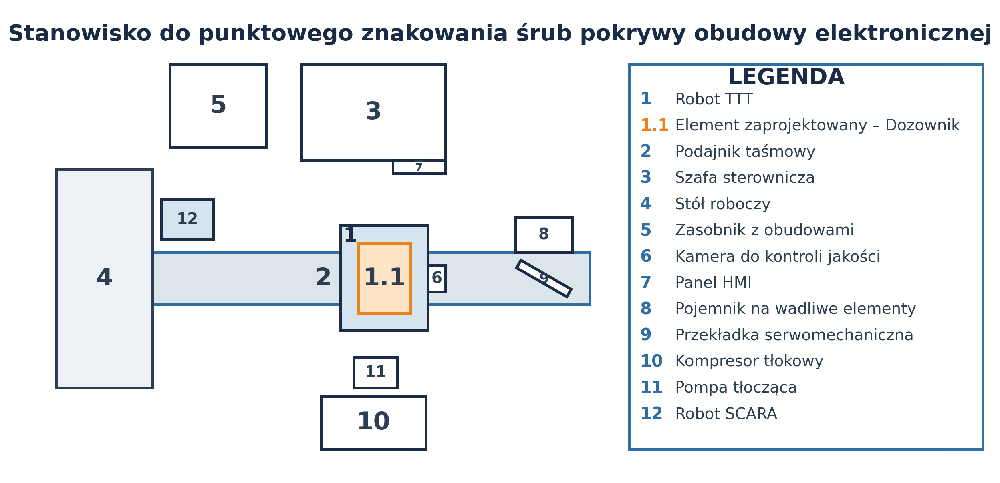 Stanowisko do punktowego znakowania śrub pokrywy obudowy elektronicznej
5
3
7
12
4
2
1
1.1
6
8
9
11
10
LEGENDA
1 Robot TTT
1.1 Element zaprojektowany – Dozownik
2 Podajnik taśmowy
3 Szafa sterownicza
4 Stół roboczy
5 Zasobnik z obudowami
6 Kamera do kontroli jakości
7 Panel HMI
8 Pojemnik na wadliwe elementy
9 Przekładka serwomechaniczna
10 Kompresor tłokowy
11 Pompa tłocząca
12 Robot SCARA